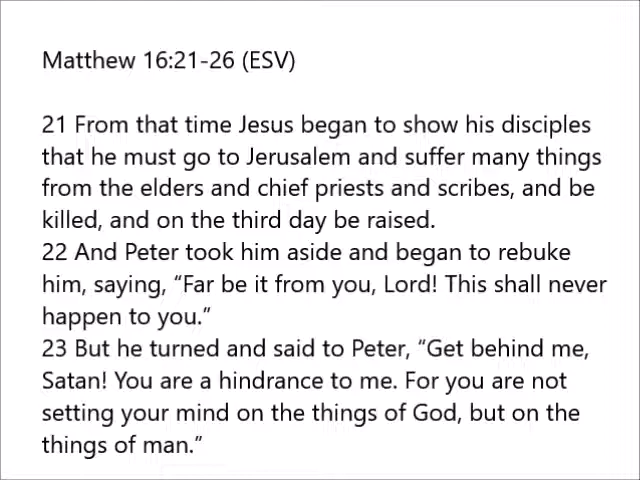 Matthew 16:21-26 (ESV)
21 From that time Jesus began to show his disciples
that he must go to Jerusalem and suffer many things
from the elders and chief priests and scribes, and be
killed, and on the third day be raised.
22 And Peter took him aside and began to rebuke
him, saying, “Far be it from you, Lord! This shall never
happen to you.”
23 But he turned and said to Peter, “Get behind me,
Satan! You are a hindrance to me. For you are not
setting your mind on the things of God, but on the
things of man.”